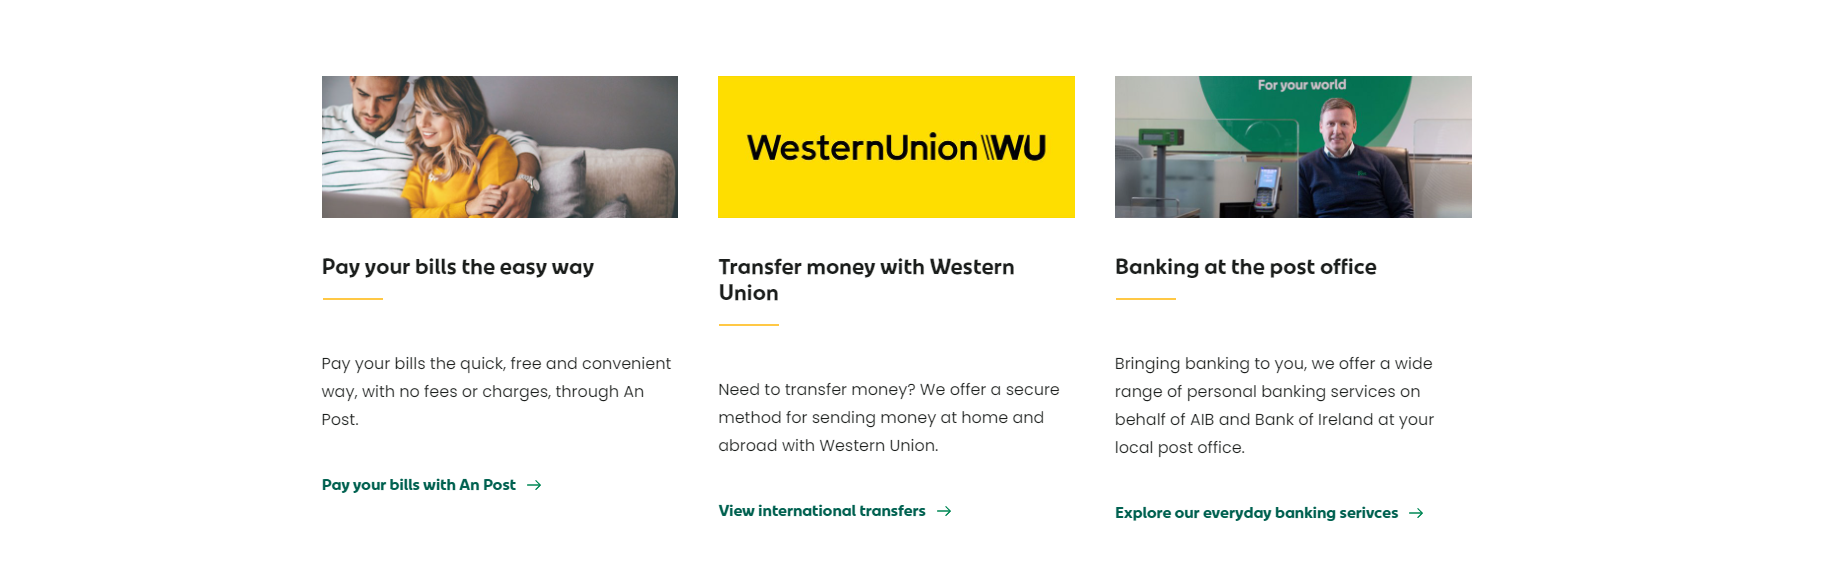 For your world
WesternUnion WU
Pay your bills the easy way
Transfer money with Western
Union
Banking at the post office
Pay your bills the quick, free and convenient
way, with no fees or charges, through An
Post.
Need to transfer money? We offer a secure
method for sending money at home and
abroad with Western Union.
Bringing banking to you, we offer a wide
range of personal banking services on
behalf of AIB and Bank of Ireland at your
local post office.
Pay your bills with An Post
View international transfers
Explore our everyday banking serivces